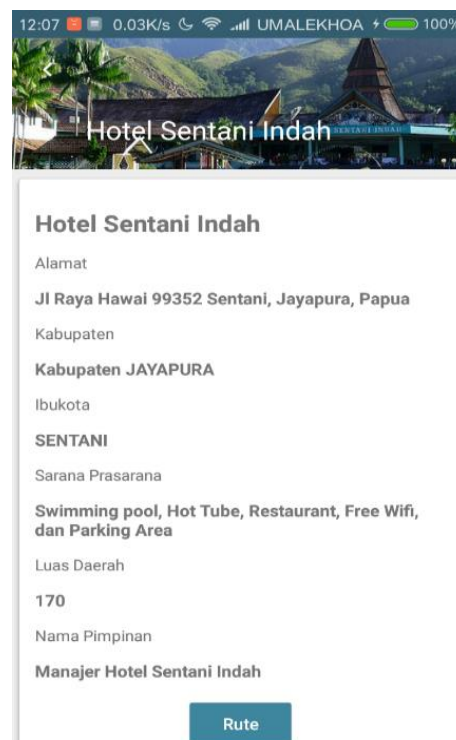 12:07 0.03K/s UMALEKHOA 100%
Hotel Sentani Indah
SENTANI INDAH
Hotel Sentani Indah
Alamat
Jl Raya Hawai 99352 Sentani, Jayapura, Papua
Kabupaten
Kabupaten JAYAPURA
Ibukota
SENTANI
Sarana Prasarana
Swimming pool, Hot Tube, Restaurant, Free Wifi,
dan Parking Area
Luas Daerah
170
Nama Pimpinan
Manajer Hotel Sentani Indah
Rute